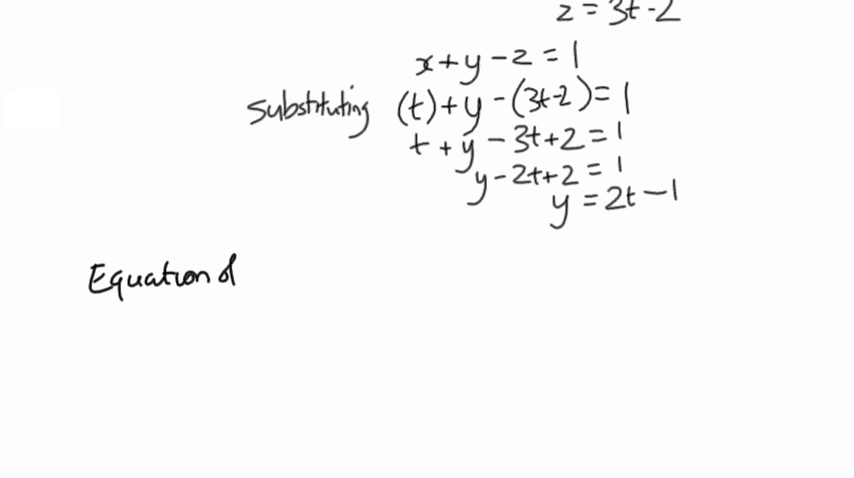 z = 3t - 2
x + y - z = 1
Substituting (t) + y - (3t - 2) = 1
t + y - 3t + 2 = 1
y - 2t + 2 = 1
y = 2t - 1
Equation of